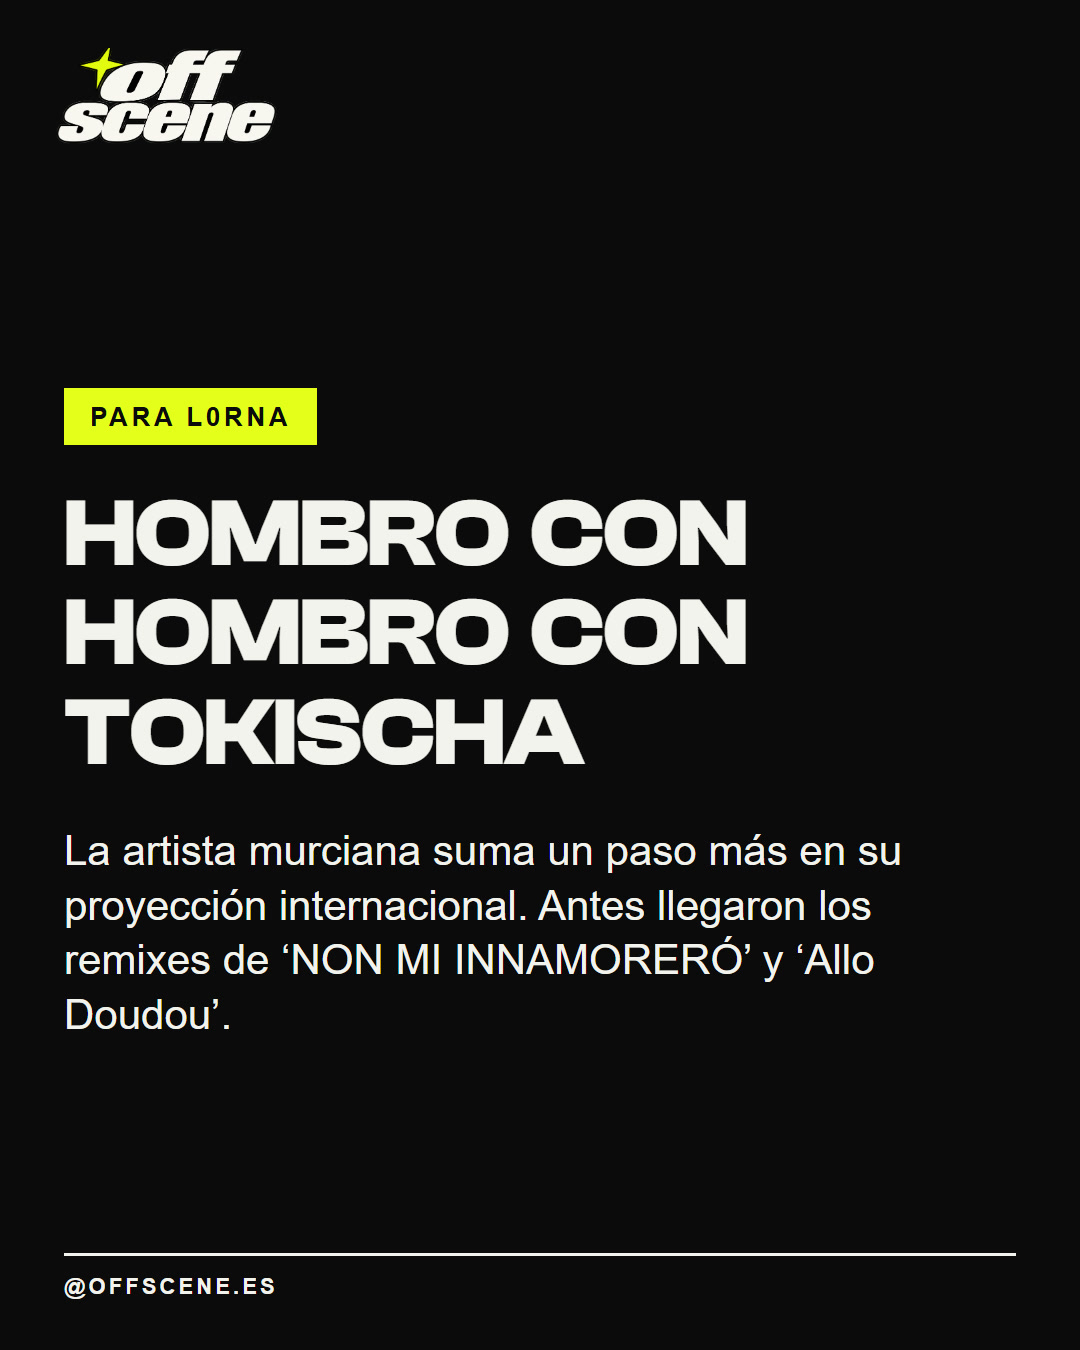 off
scene
PARA L0RNA
HOMBRO CON
HOMBRO CON
TOKISCHA
La artista murciana suma un paso más en su
proyección internacional. Antes llegaron los
remixes de ‘NON MI INNAMORERÓ’ y ‘Allo
Doudou’.
@OFFSCENE.ES